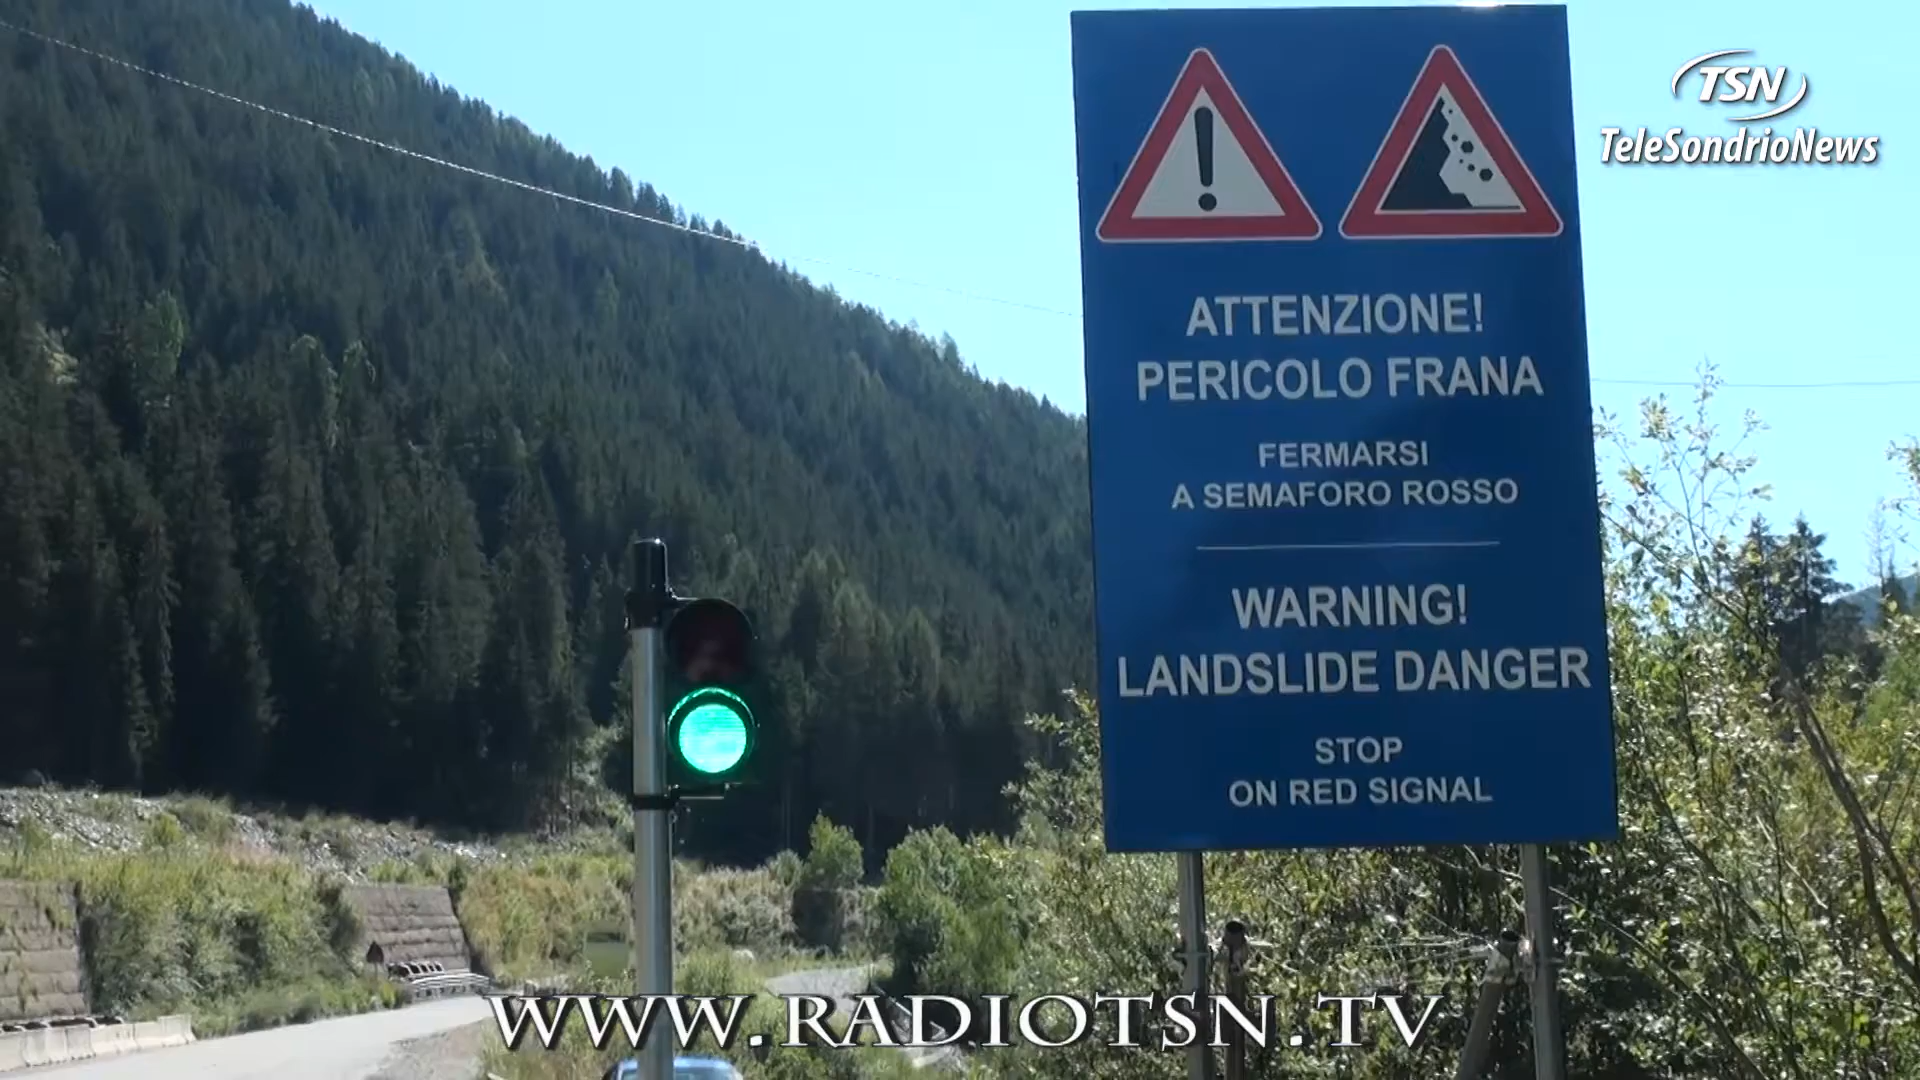 TSN
TeleSondrioNews
ATTENZIONE!
PERICOLO FRANA
FERMARSI
A SEMAFORO ROSSO
WARNING!
LANDSLIDE DANGER
STOP
ON RED SIGNAL
WWW.RADIOTSN.TV